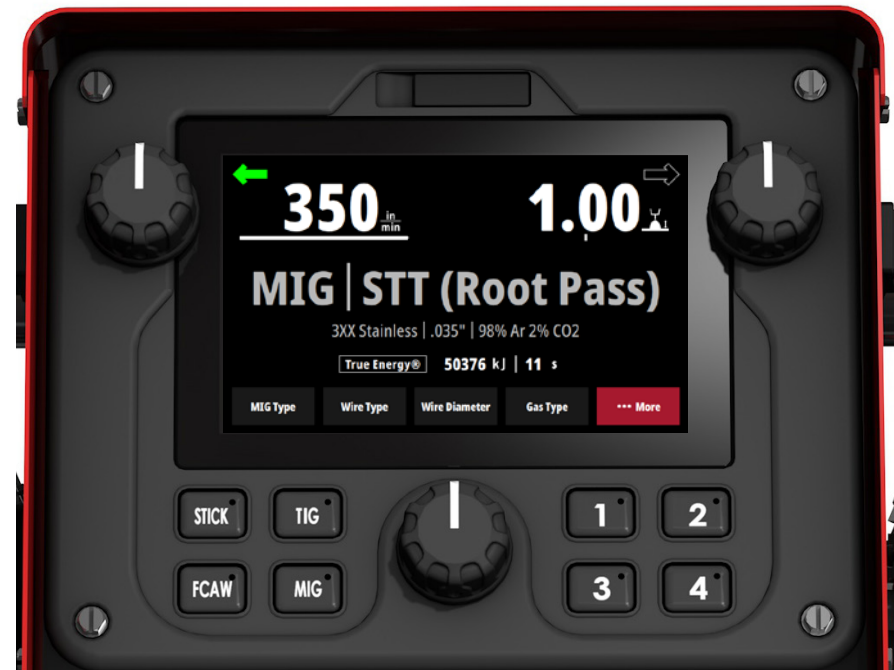 350 in/min 1.00
MIG | STT (Root Pass)
3XX Stainless | .035" | 98% Ar 2% CO2
True Energy® 50376 kJ | 11 s
MIG Type Wire Type Wire Diameter Gas Type ••• More
STICK TIG 1 2
FCAW MIG 3 4